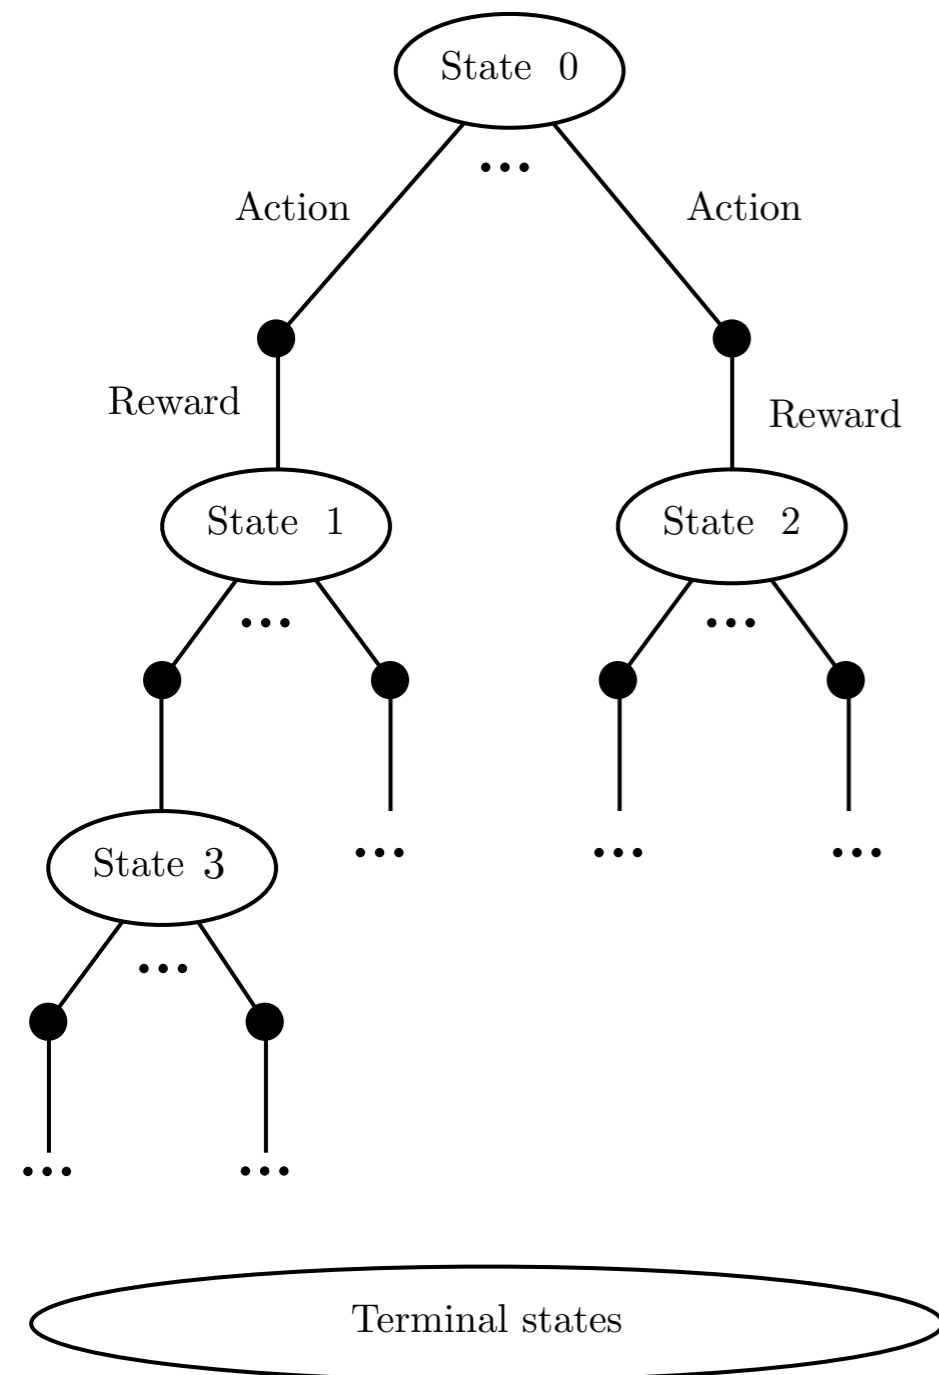 State 0
...
Action
Action
Reward
Reward
State 1
State 2
...
...
State 3
...
...
...
...
...
...
Terminal states